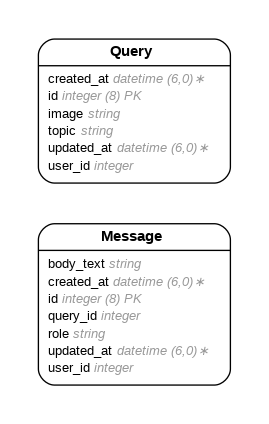 Query
created_at datetime (6,0) ∗
id integer (8) PK
image string
topic string
updated_at datetime (6,0) ∗
user_id integer
Message
body_text string
created_at datetime (6,0) ∗
id integer (8) PK
query_id integer
role string
updated_at datetime (6,0) ∗
user_id integer